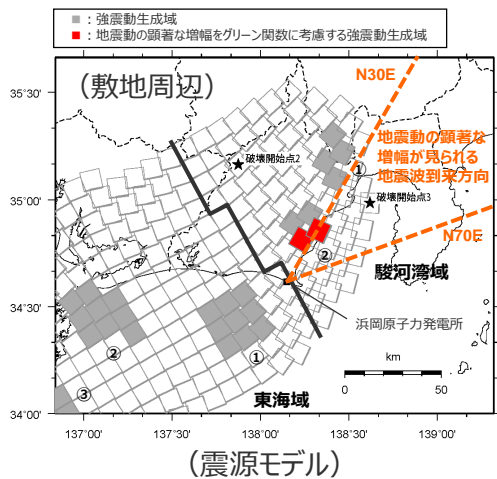 ：強震動生成域
：地震動の顕著な増幅をグリーン関数に考慮する強震動生成域
（敷地周辺）
N30E
地震動の顕著な
増幅が見られる
地震波到来方向
破壊開始点2
①
破壊開始点3
N70E
②
駿河湾域
浜岡原子力発電所
②
①
③
東海域
km
0
50
35°30'
35°00'
34°30'
34°00'
137°00'
137°30'
138°00'
138°30'
139°00'
（震源モデル）